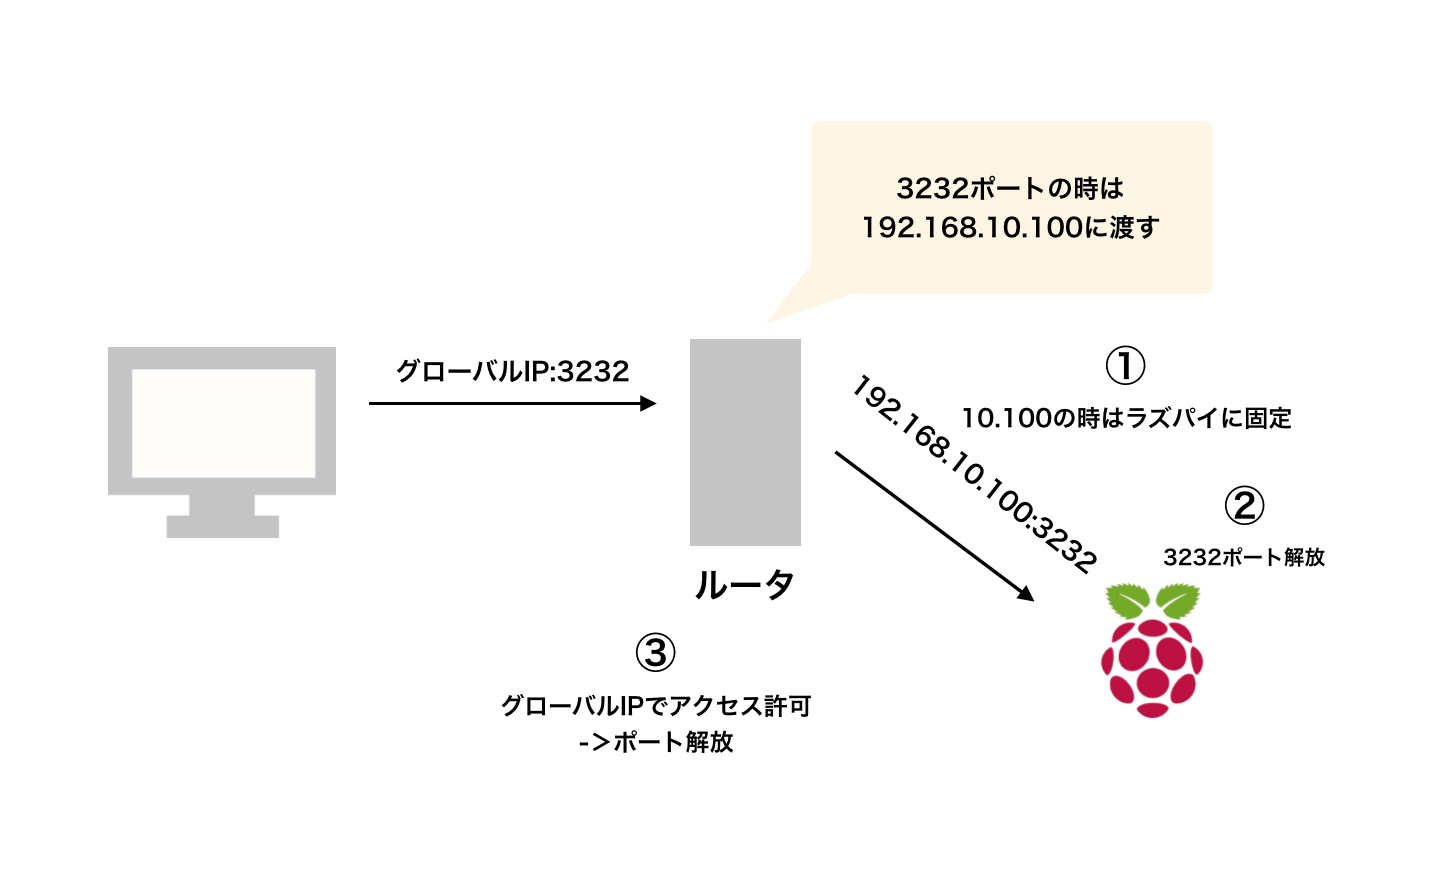 3232ポートの時は
192.168.10.100に渡す
グローバルIP:3232
①
10.100の時はラズパイに固定
192.168.10.100:3232
②
3232ポート解放
ルータ
③
グローバルIPでアクセス許可
->ポート解放